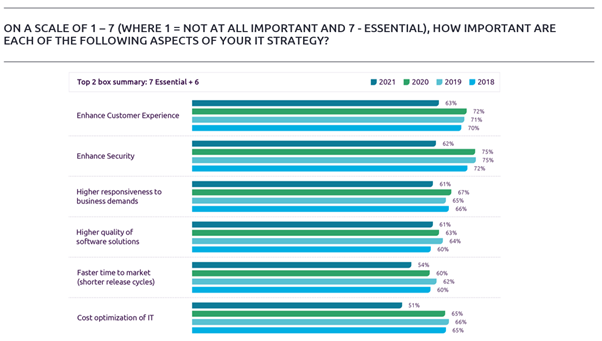 ON A SCALE OF 1 – 7 (WHERE 1 = NOT AT ALL IMPORTANT AND 7 - ESSENTIAL), HOW IMPORTANT ARE
EACH OF THE FOLLOWING ASPECTS OF YOUR IT STRATEGY?
Top 2 box summary: 7 Essential + 6
2021 2020 2019 2018
Enhance Customer Experience
63%
72%
71%
70%
Enhance Security
62%
75%
75%
72%
Higher responsiveness to
business demands
61%
67%
65%
66%
Higher quality of
software solutions
61%
63%
64%
60%
Faster time to market
(shorter release cycles)
54%
60%
62%
60%
Cost optimization of IT
51%
65%
66%
65%